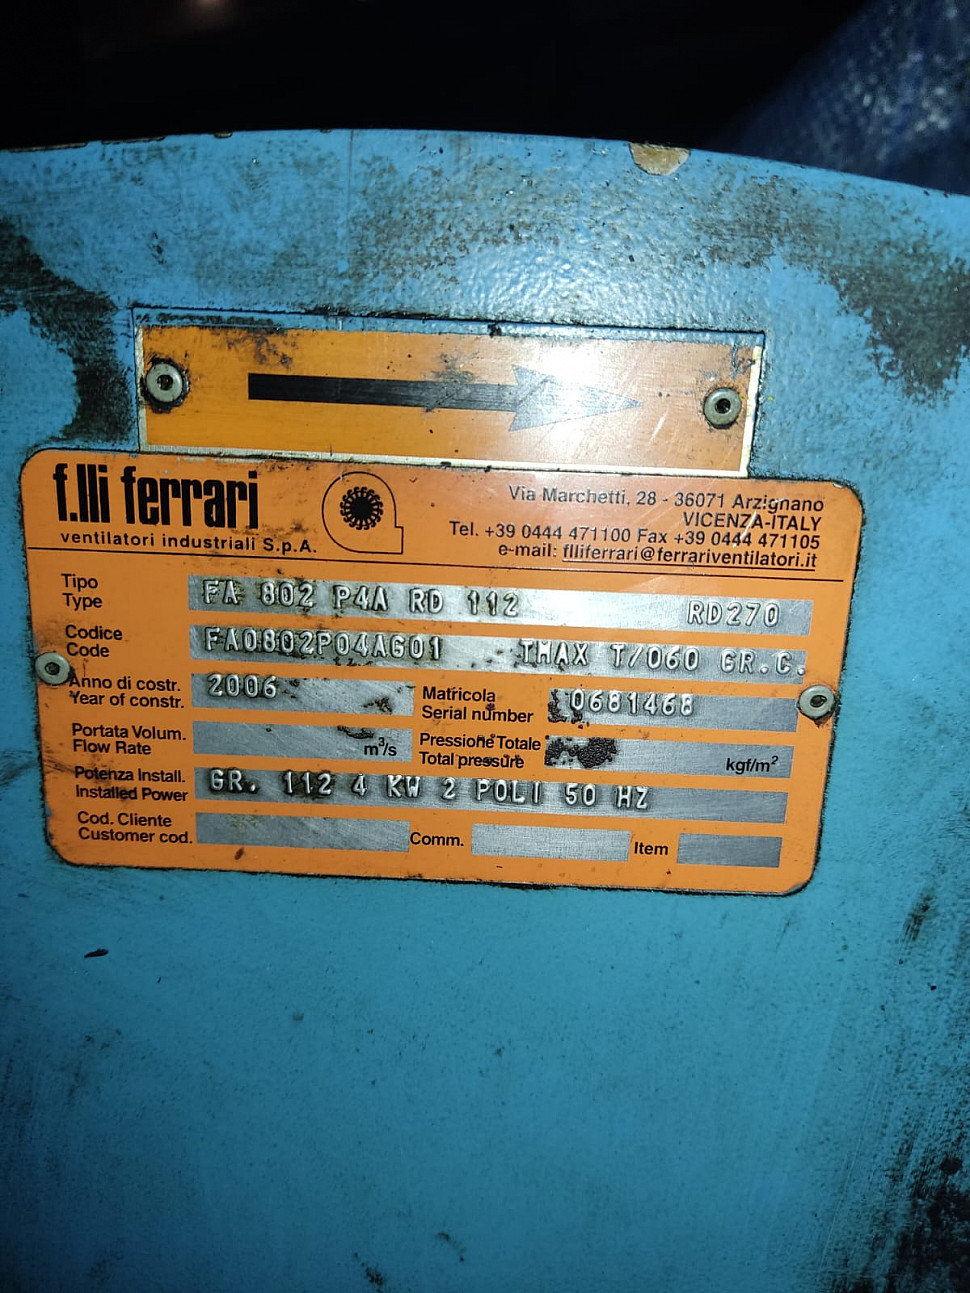 f.lli ferrari
ventilatori industriali S.p.A.
Via Marchetti, 28 - 36071 Arzignano
VICENZA-ITALY
Tel. +39 0444 471100 Fax +39 0444 471105
e-mail: flliferrari@ferrariventilatori.it
Tipo
Type
FA 802 P4A RD 112 RD270
Codice
Code
FA0802P04AG01 TMAX T/060 GR.C.
Anno di costr.
Year of constr.
2006
Matricola
Serial number
0681468
Portata Volum.
Flow Rate
m³/s
Pressione Totale
Total pressure
kgf/m²
Potenza Install.
Installed Power
GR. 112 4 KW 2 POLI 50 HZ
Cod. Cliente
Customer cod.
Comm.
Item